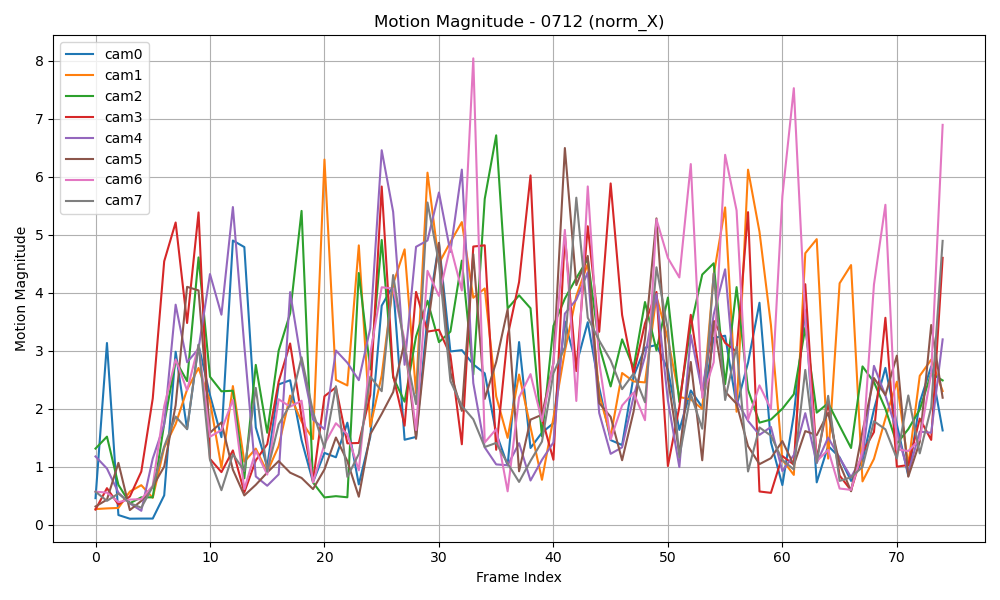 Motion Magnitude - 0712 (norm_X)
cam0
cam1
cam2
cam3
cam4
cam5
cam6
cam7
Motion Magnitude
8
7
6
5
4
3
2
1
0
0 10 20 30 40 50 60 70
Frame Index